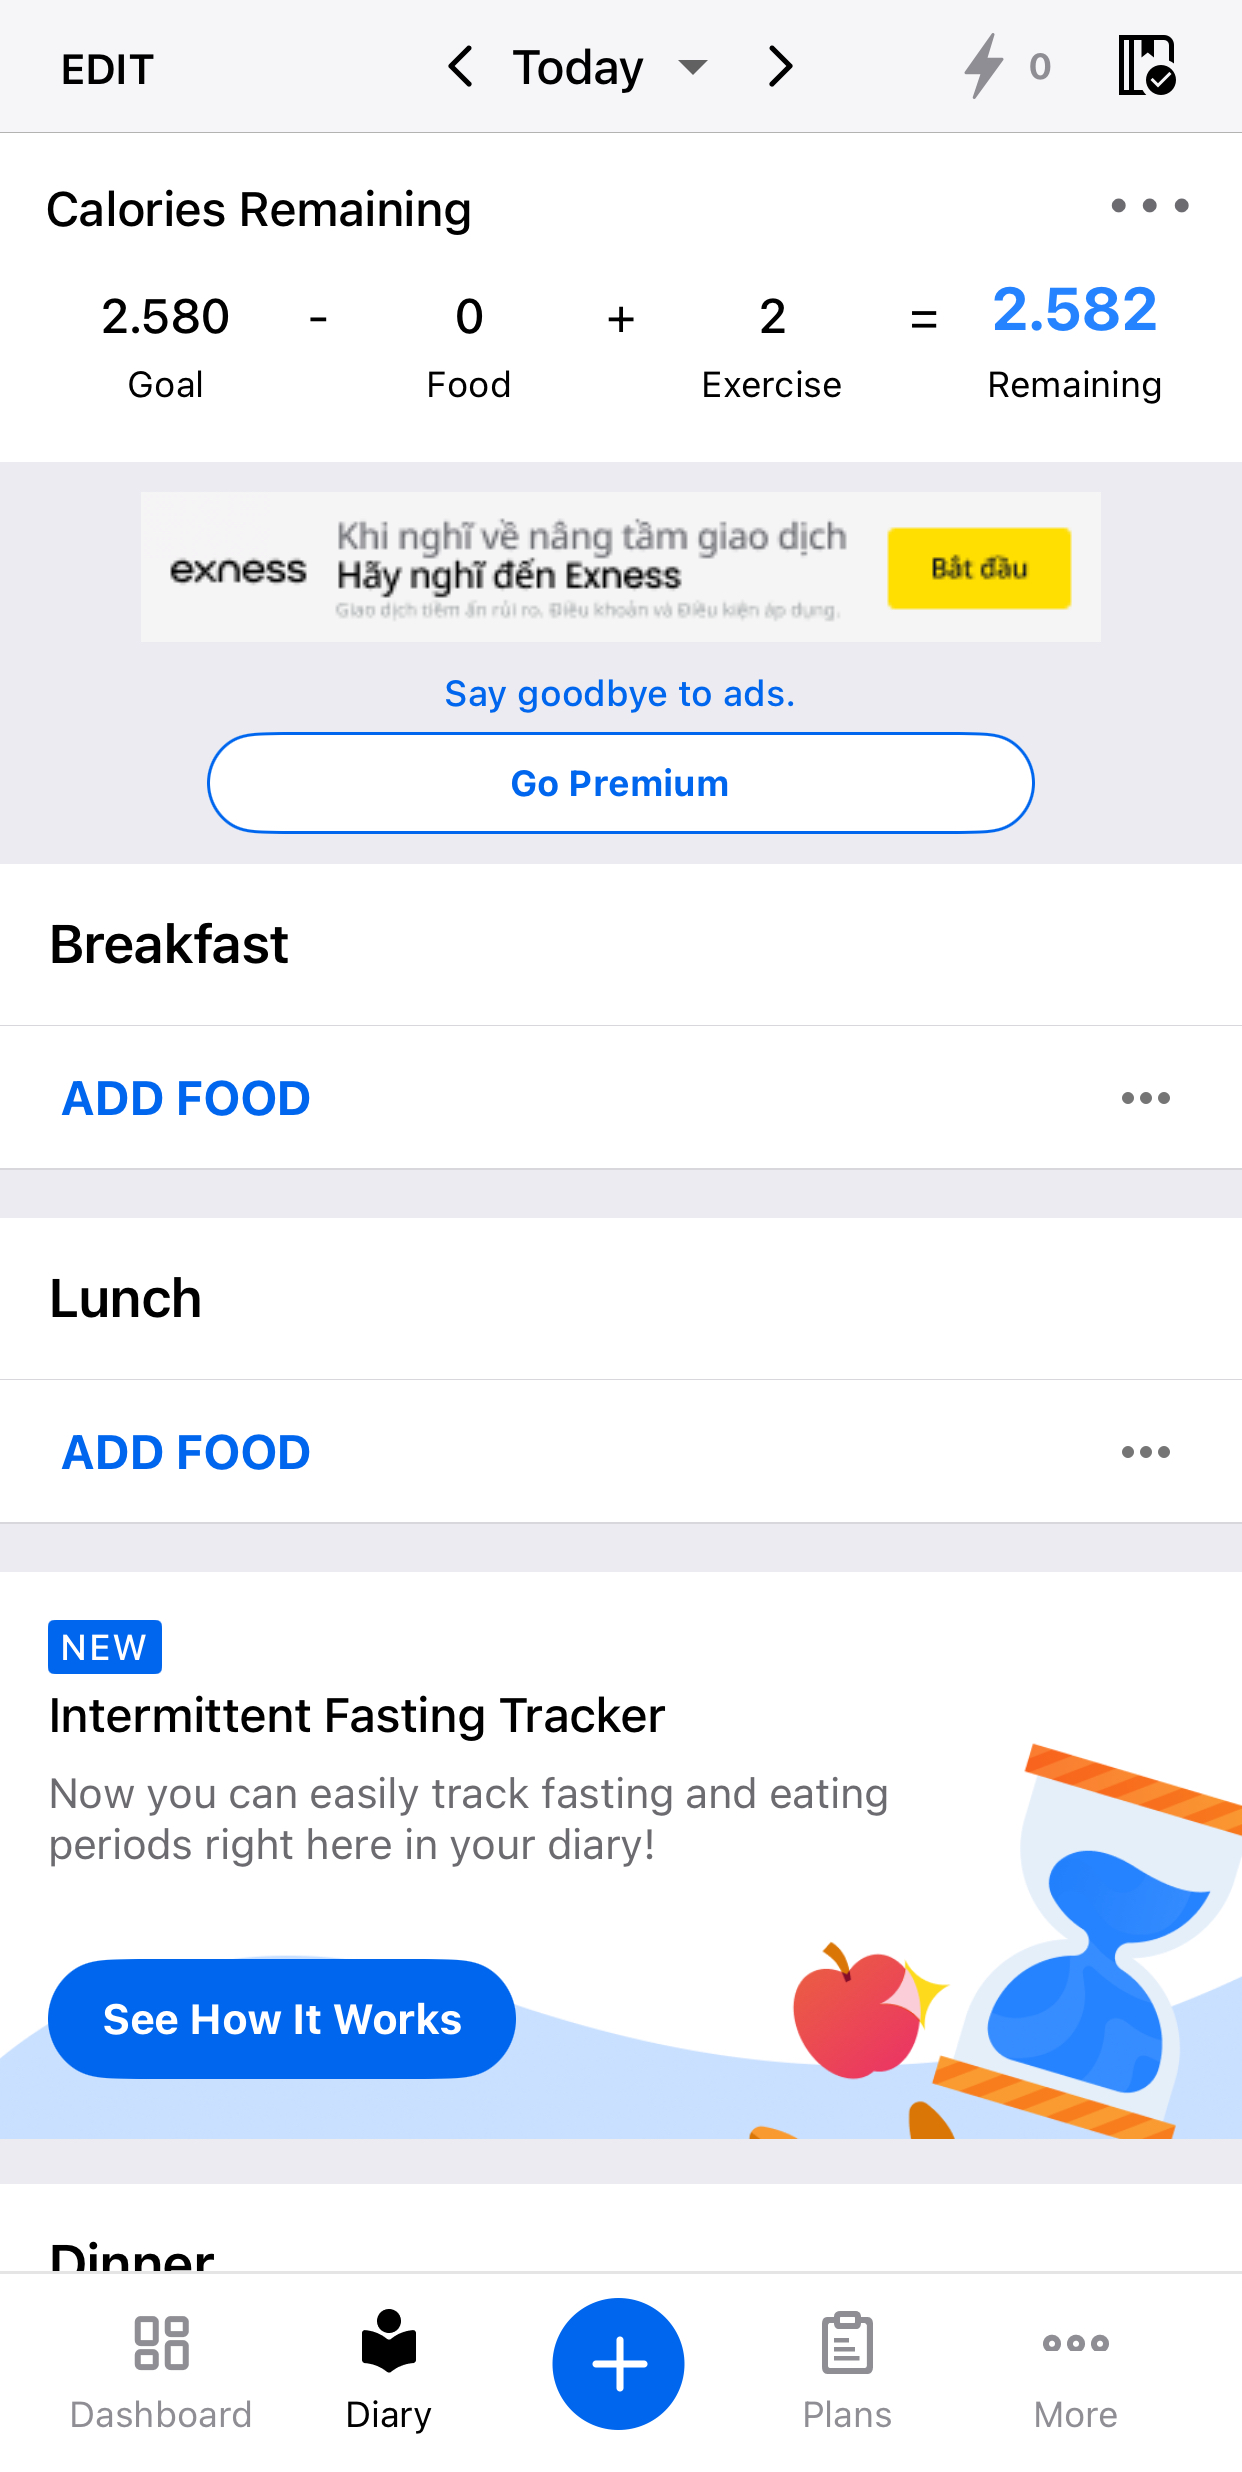 EDIT
Today
0
Calories Remaining
2.580 - 0 + 2 = 2.582
Goal Food Exercise Remaining
exness
Khi nghĩ về nâng tầm giao dịch
Hãy nghĩ đến Exness
Giao dịch tiềm ẩn rủi ro. Điều khoản và Điều kiện áp dụng.
Bắt đầu
Say goodbye to ads.
Go Premium
Breakfast
ADD FOOD
Lunch
ADD FOOD
NEW
Intermittent Fasting Tracker
Now you can easily track fasting and eating
periods right here in your diary!
See How It Works
Dinner
Dashboard
Diary
Plans
More